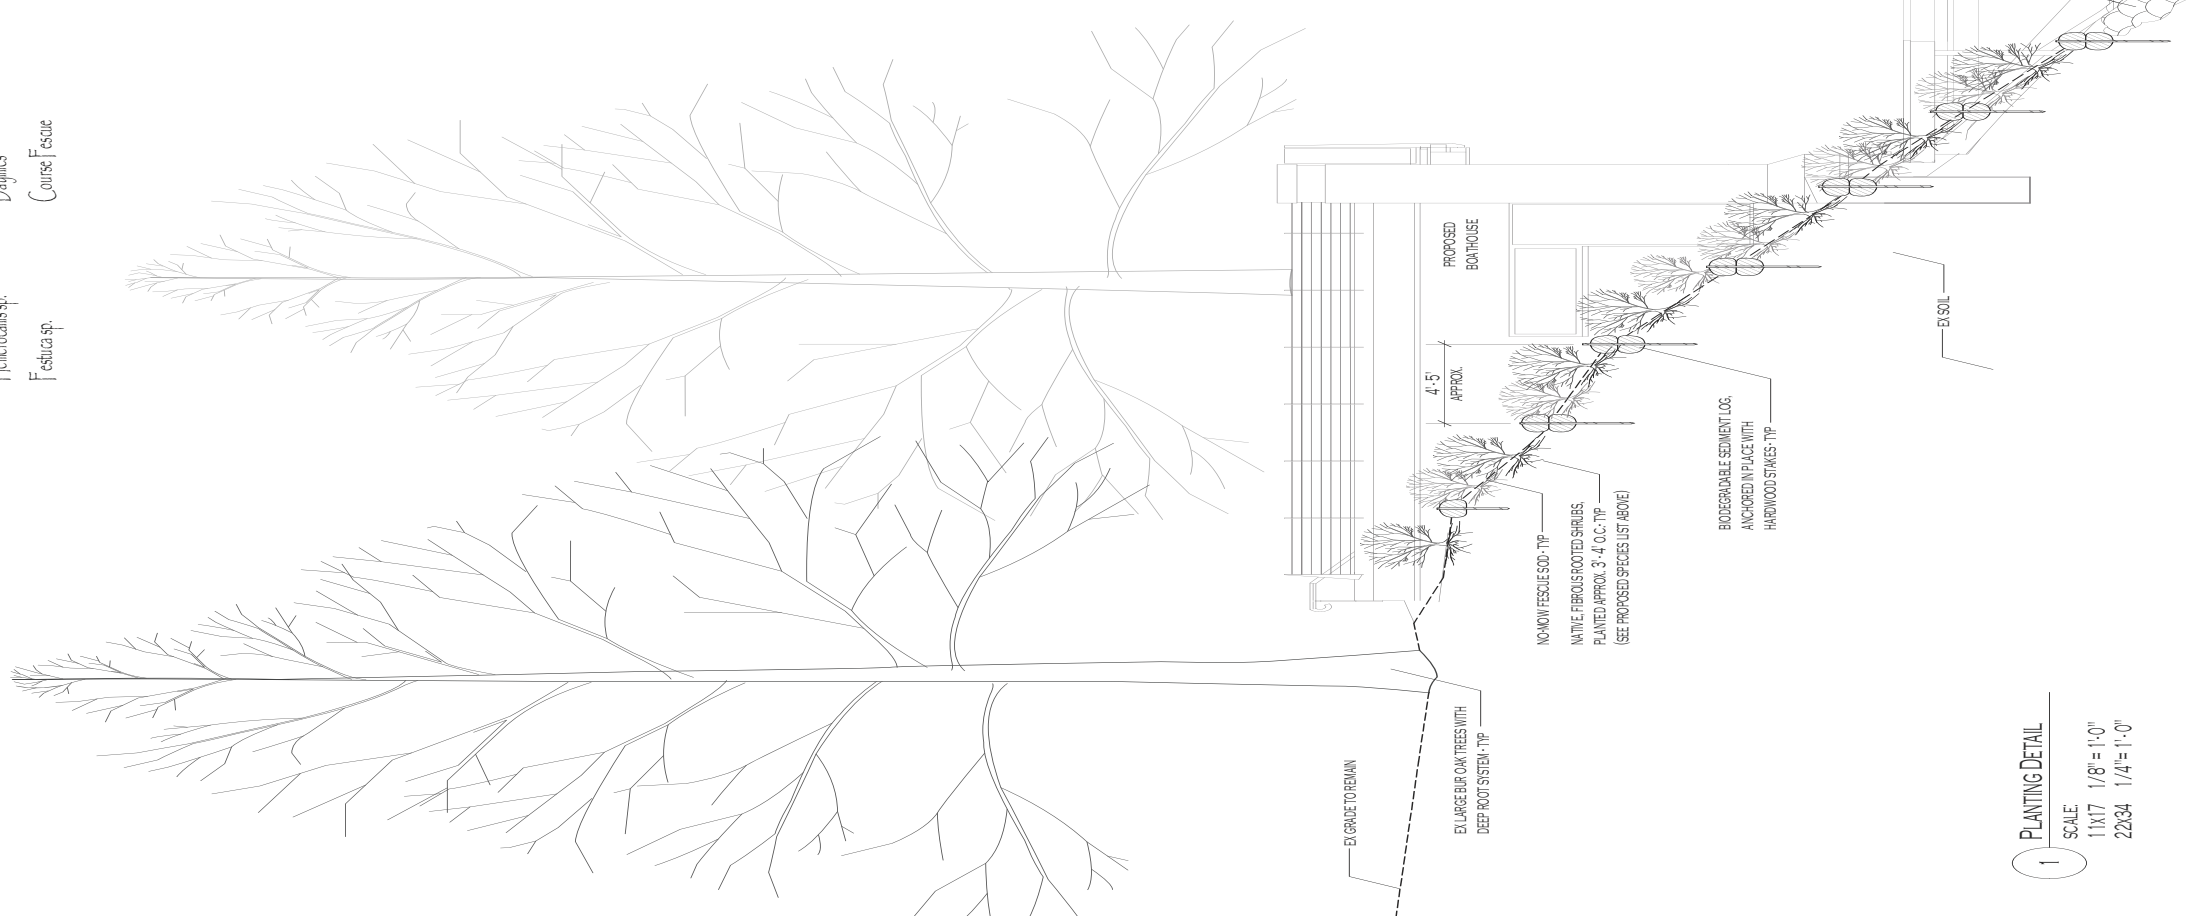 Daylilies
Festuca sp.
Course Fescue
PROPOSED
BOATHOUSE
4'-5'
APPROX.
EX SOIL
BIODEGRADABLE SEDIMENT LOG,
ANCHORED IN PLACE WITH
HARDWOOD STAKES - TYP
NO-MOW FESCUE SOD - TYP
NATIVE, FIBROUS ROOTED SHRUBS,
PLANTED APPROX. 3'- 4' O.C.- TYP
(SEE PROPOSED SPECIES LIST ABOVE)
EX GRADE TO REMAIN
EX LARGE BUR OAK TREES WITH
DEEP ROOT SYSTEM - TYP
1
PLANTING DETAIL
SCALE:
11x17 1/8" = 1'-0"
22x34 1/4" = 1'-0"